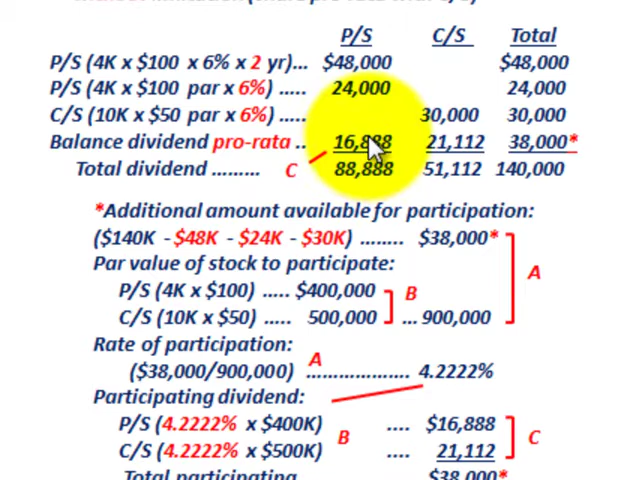 P/S C/S Total
P/S (4K x $100 x 6% x 2 yr)... $48,000 $48,000
P/S (4K x $100 par x 6%) ..... 24,000 24,000
C/S (10K x $50 par x 6%) ..... 30,000 30,000
Balance dividend pro-rata .. 16,888 21,112 38,000*
Total dividend ......... C 88,888 51,112 140,000
*Additional amount available for participation:
($140K - $48K - $24K - $30K) ........ $38,000*
Par value of stock to participate:
A
P/S (4K x $100) ..... $400,000
B
C/S (10K x $50) ..... 500,000 ... 900,000
Rate of participation:
A
($38,000/900,000) .................. 4.2222%
Participating dividend:
P/S (4.2222% x $400K) .... $16,888
B C
C/S (4.2222% x $500K) .... 21,112
Total participating $38,000*